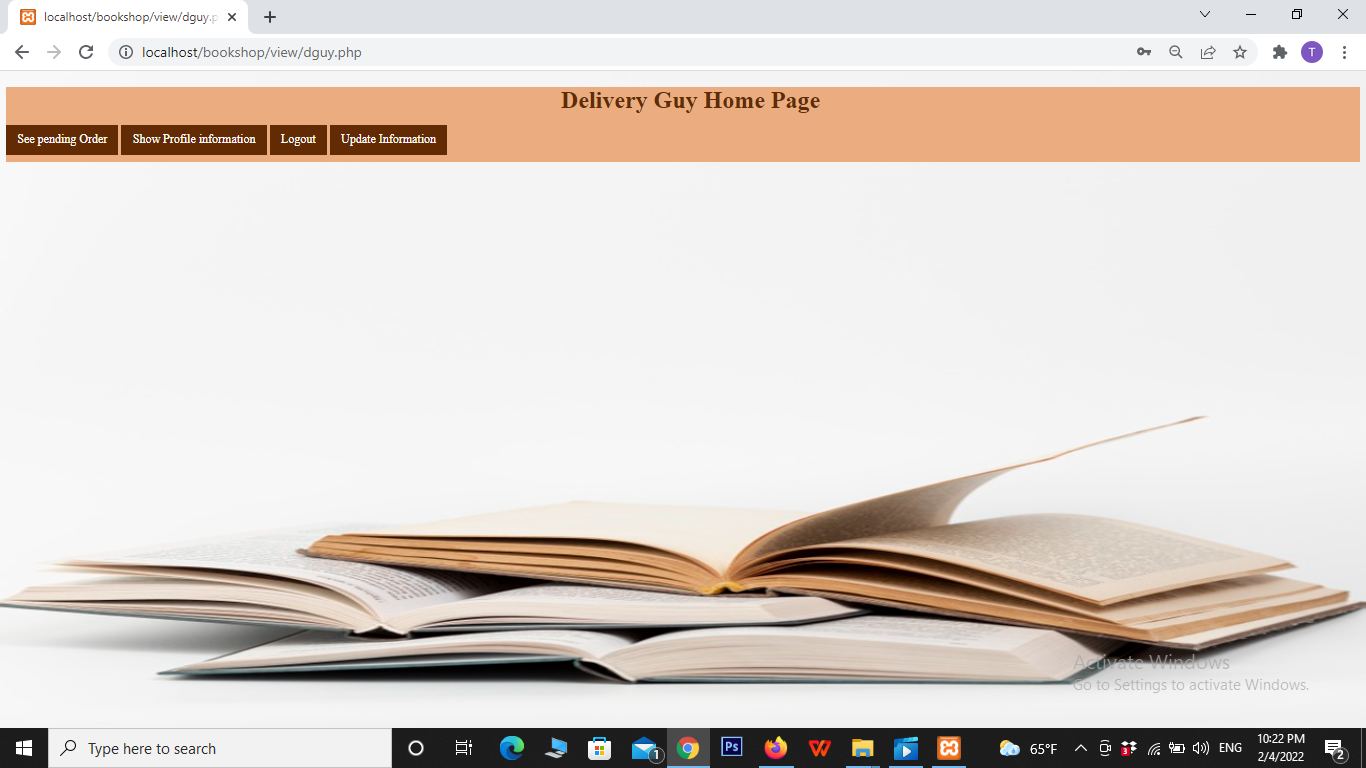 localhost/bookshop/view/dguy.p
localhost/bookshop/view/dguy.php
T
Delivery Guy Home Page
See pending Order
Show Profile information
Logout
Update Information
Activate Windows
Go to Settings to activate Windows.
Type here to search
1
Ps
W
65°F
3
ENG
10:22 PM
2/4/2022
2